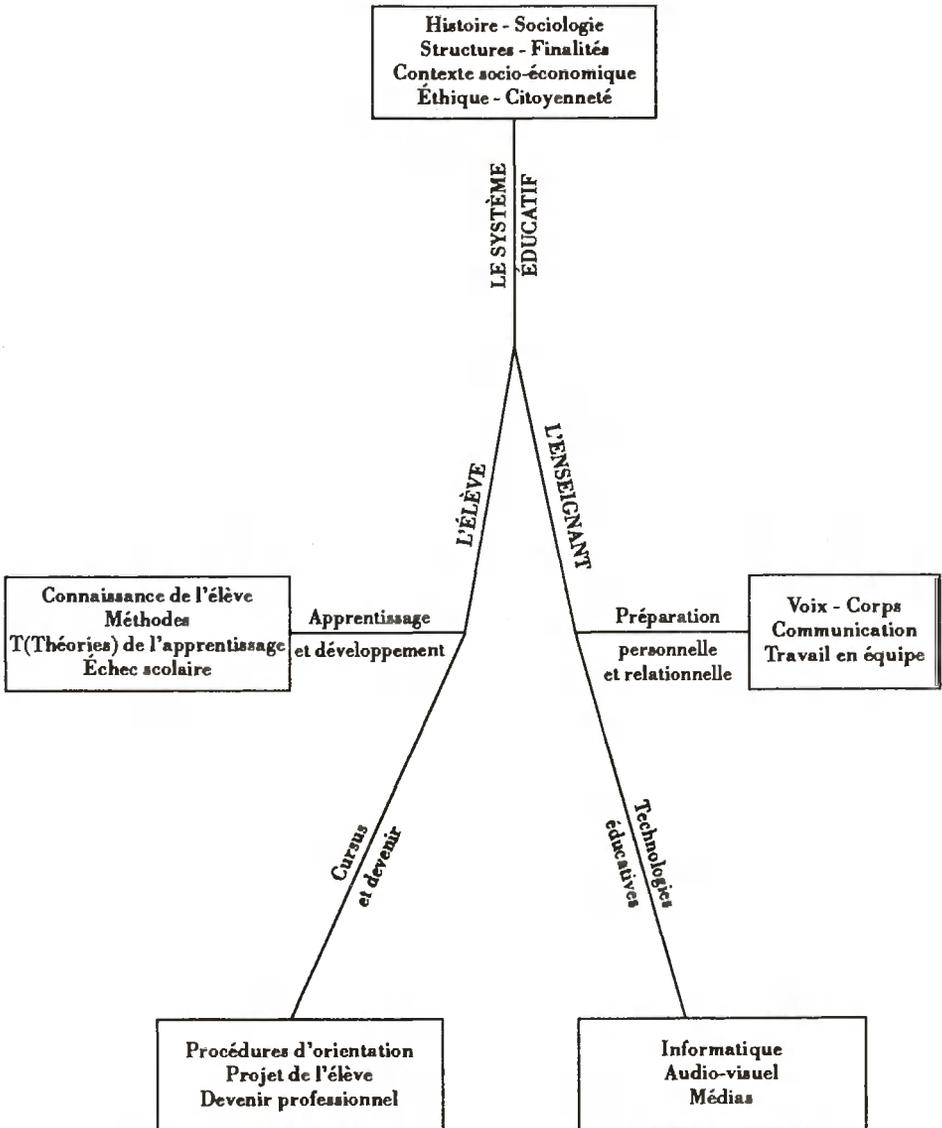 Histoire - Sociologie
Structures - Finalités
Contexte socio-économique
Éthique - Citoyenneté
LE SYSTÈME
ÉDUCATIF
L'ÉLÈVE
L'ENSEIGNANT
Connaissance de l'élève
Méthodes
T(Théories) de l'apprentissage
Échec scolaire
Apprentissage
et développement
Préparation
personnelle
et relationnelle
Voix - Corps
Communication
Travail en équipe
Cursus
et devenir
Technologies
éducatives
Procédures d'orientation
Projet de l'élève
Devenir professionnel
Informatique
Audio-visuel
Médias